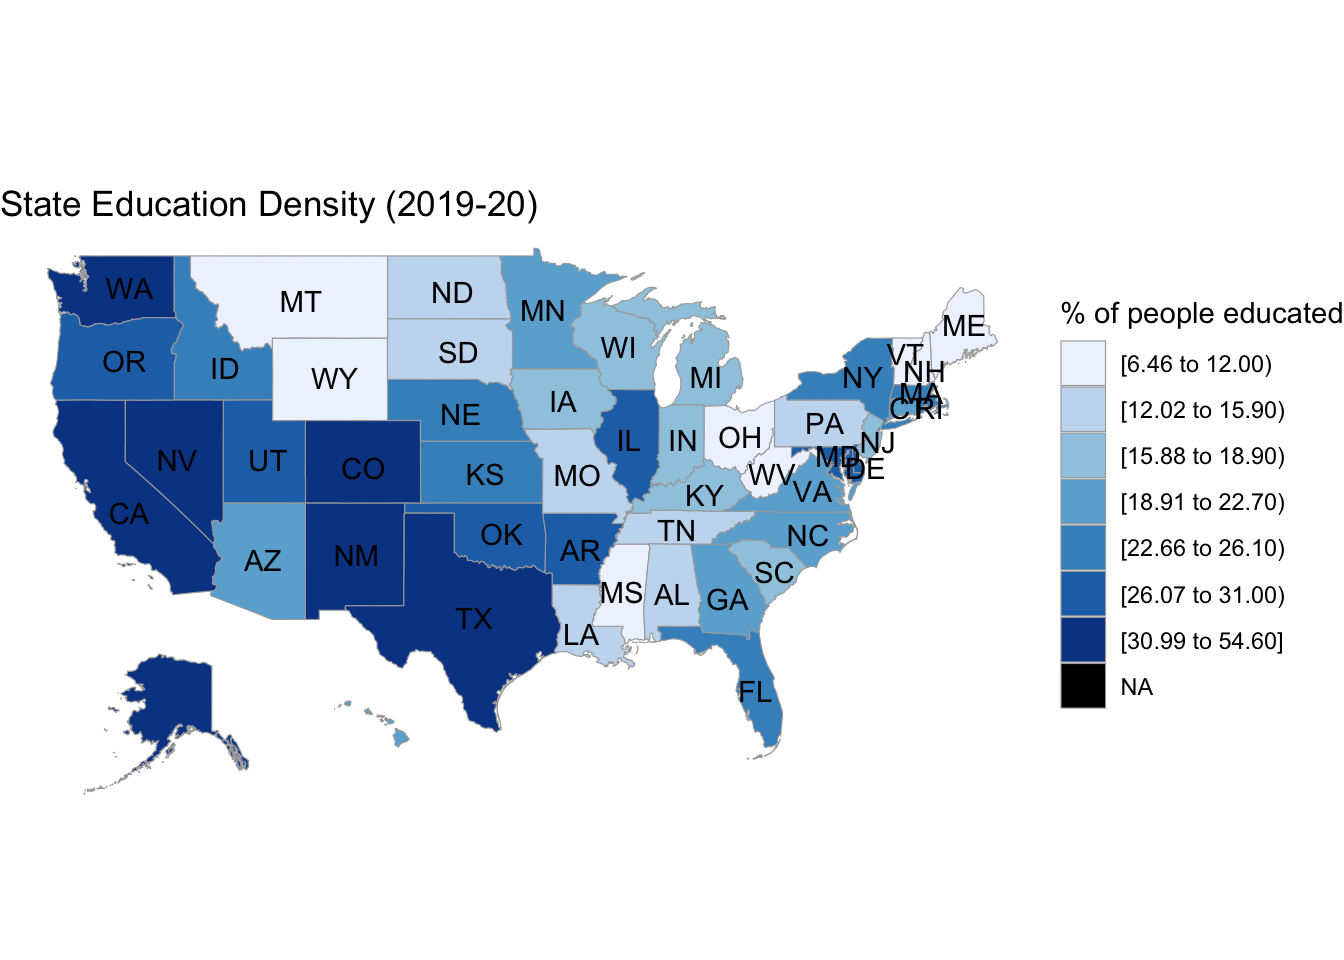 State Education Density (2019-20)
WA
MT
ND
MN
ME
OR
ID
SD
WI
VT
NH
WY
MI
NY
MA
NE
IA
CT
RI
PA
NV
UT
CO
KS
MO
IL
IN
OH
NJ
MD
DE
WV
VA
CA
KY
AZ
NM
OK
AR
TN
NC
SC
TX
LA
MS
AL
GA
FL
% of people educated
[6.46 to 12.00)
[12.02 to 15.90)
[15.88 to 18.90)
[18.91 to 22.70)
[22.66 to 26.10)
[26.07 to 31.00)
[30.99 to 54.60]
NA